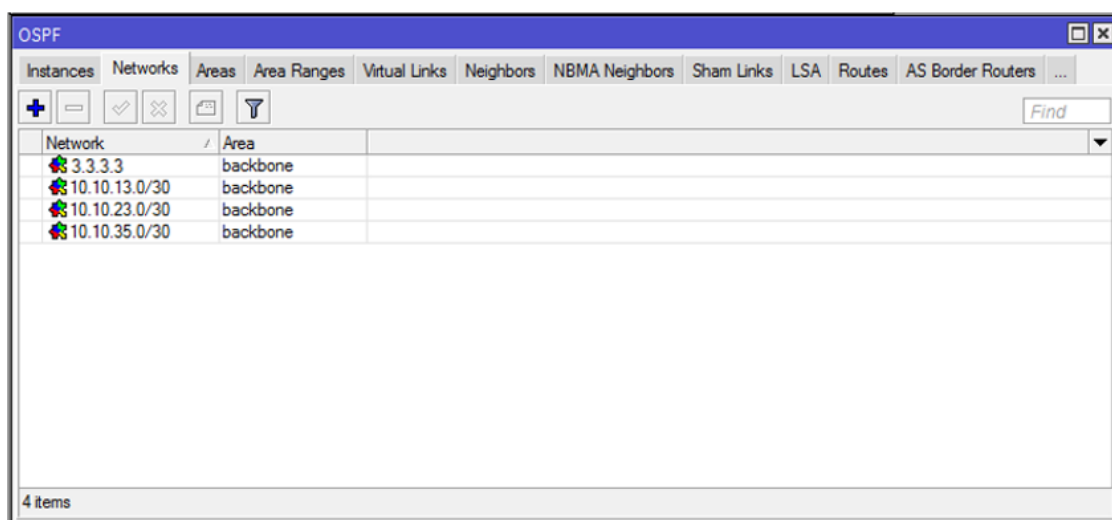 OSPF
Instances Networks Areas Area Ranges Virtual Links Neighbors NBMA Neighbors Sham Links LSA Routes AS Border Routers ...
Find
Network Area
3.3.3.3 backbone
10.10.13.0/30 backbone
10.10.23.0/30 backbone
10.10.35.0/30 backbone
4 items